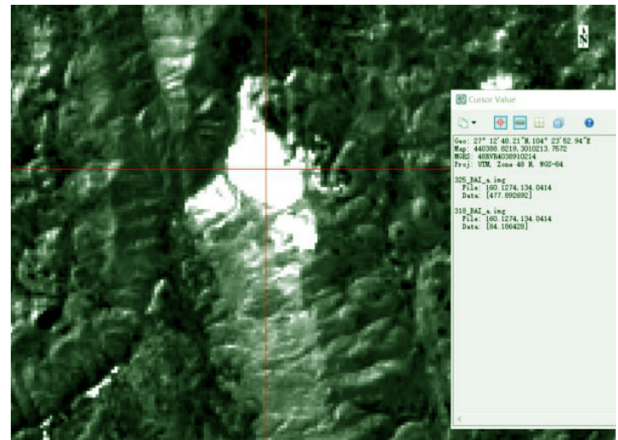 Cursor Value
Geo: 27° 12'48.21"N, 104° 23'52.94"E
Map: 440388.8219, 3010213.7572
MGRS: 48RVR4038910214
Proj: UTM, Zone 48 N, WGS-84
325_BAI_a.img
File: 160.1274, 134.0414
Data: [477.892692]
318_BAI_a.img
File: 160.1274, 134.0414
Data: [84.186428]